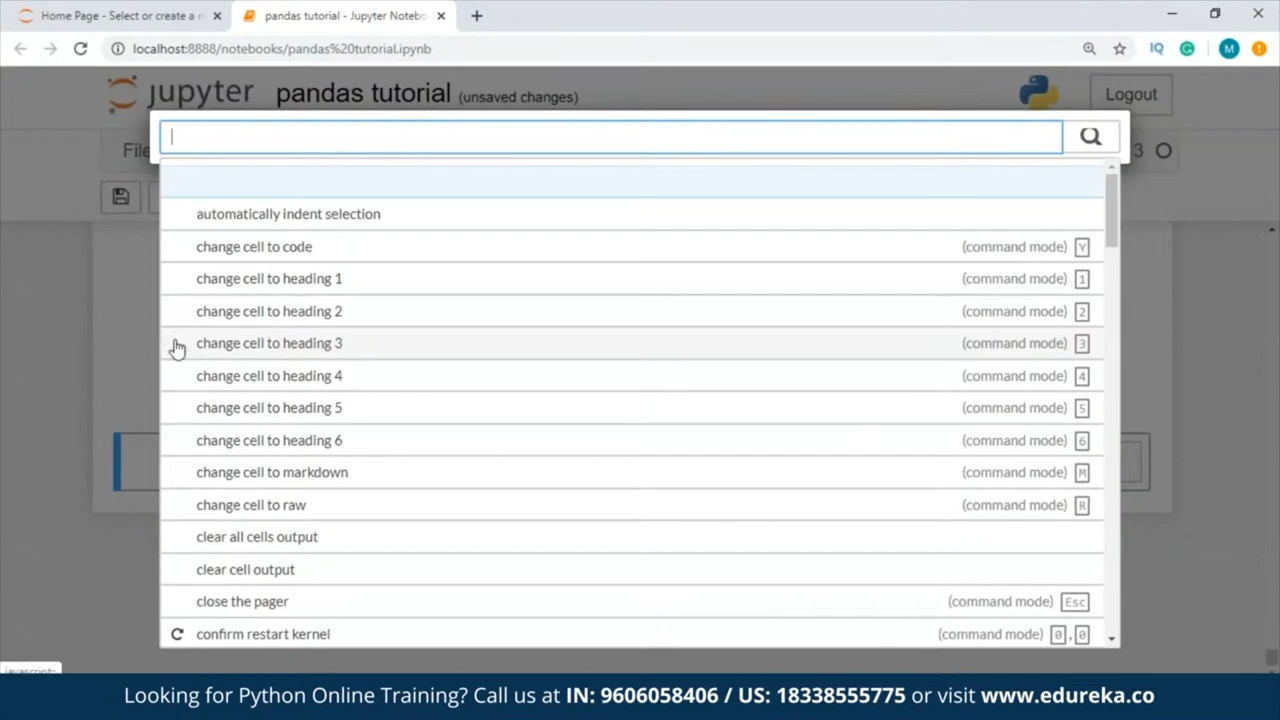 Home Page - Select or create a n
pandas tutorial - Jupyter Notebo
localhost:8888/notebooks/pandas%20tutorial.ipynb
IQ
G
M
jupyter pandas tutorial (unsaved changes)
Logout
File
3
automatically indent selection
change cell to code (command mode) Y
change cell to heading 1 (command mode) 1
change cell to heading 2 (command mode) 2
change cell to heading 3 (command mode) 3
change cell to heading 4 (command mode) 4
change cell to heading 5 (command mode) 5
change cell to heading 6 (command mode) 6
change cell to markdown (command mode) M
change cell to raw (command mode) R
clear all cells output
clear cell output
close the pager (command mode) Esc
confirm restart kernel (command mode) 0,0
Looking for Python Online Training? Call us at IN: 9606058406 / US: 18338555775 or visit www.edureka.co